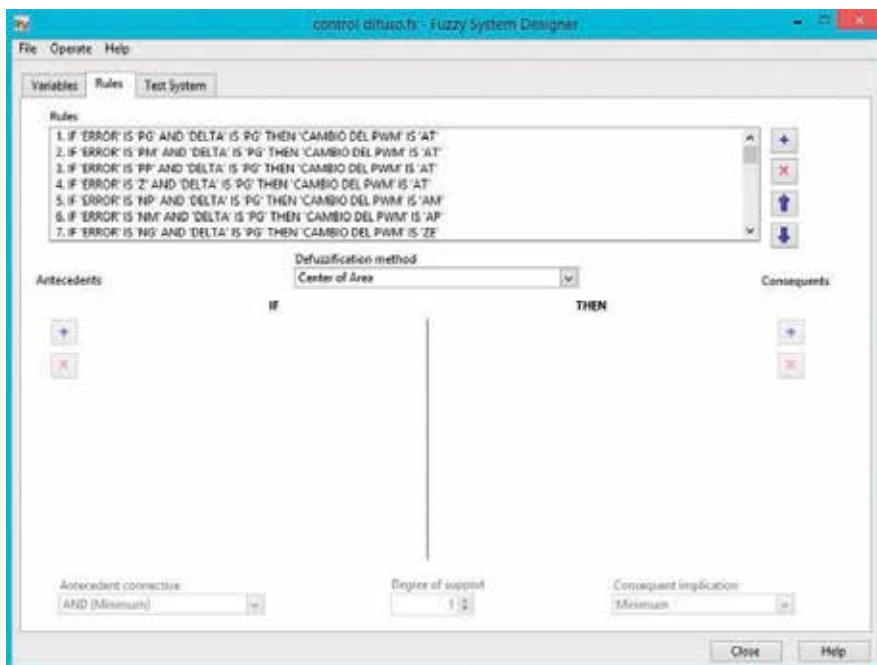 control difuso.fs - Fuzzy System Designer
File Operate Help
Variables Rules Test System
Rules
1. IF 'ERROR' IS 'PG' AND 'DELTA' IS 'PG' THEN 'CAMBIO DEL PWM' IS 'AT'
2. IF 'ERROR' IS 'PM' AND 'DELTA' IS 'PG' THEN 'CAMBIO DEL PWM' IS 'AT'
3. IF 'ERROR' IS 'PP' AND 'DELTA' IS 'PG' THEN 'CAMBIO DEL PWM' IS 'AT'
4. IF 'ERROR' IS 'Z' AND 'DELTA' IS 'PG' THEN 'CAMBIO DEL PWM' IS 'AT'
5. IF 'ERROR' IS 'NP' AND 'DELTA' IS 'PG' THEN 'CAMBIO DEL PWM' IS 'AM'
6. IF 'ERROR' IS 'NM' AND 'DELTA' IS 'PG' THEN 'CAMBIO DEL PWM' IS 'AP'
7. IF 'ERROR' IS 'NG' AND 'DELTA' IS 'PG' THEN 'CAMBIO DEL PWM' IS 'ZE'
Defuzzification method
Center of Area
Antecedents
Consequents
IF THEN
Antecedent connective
AND (Minimum)
Degree of support
1
Consequent implication
Minimum
Close Help